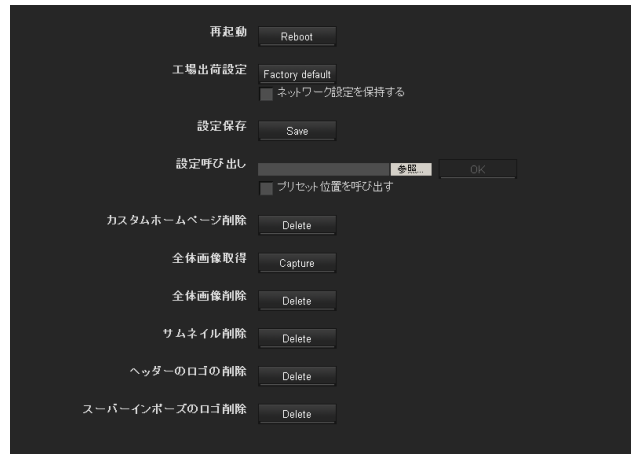 再起動 Reboot
工場出荷設定 Factory default
ネットワーク設定を保持する
設定保存 Save
設定呼び出し 参照... OK
プリセット位置を呼び出す
カスタムホームページ削除 Delete
全体画像取得 Capture
全体画像削除 Delete
サムネイル削除 Delete
ヘッダーのロゴの削除 Delete
スーパーインポーズのロゴ削除 Delete